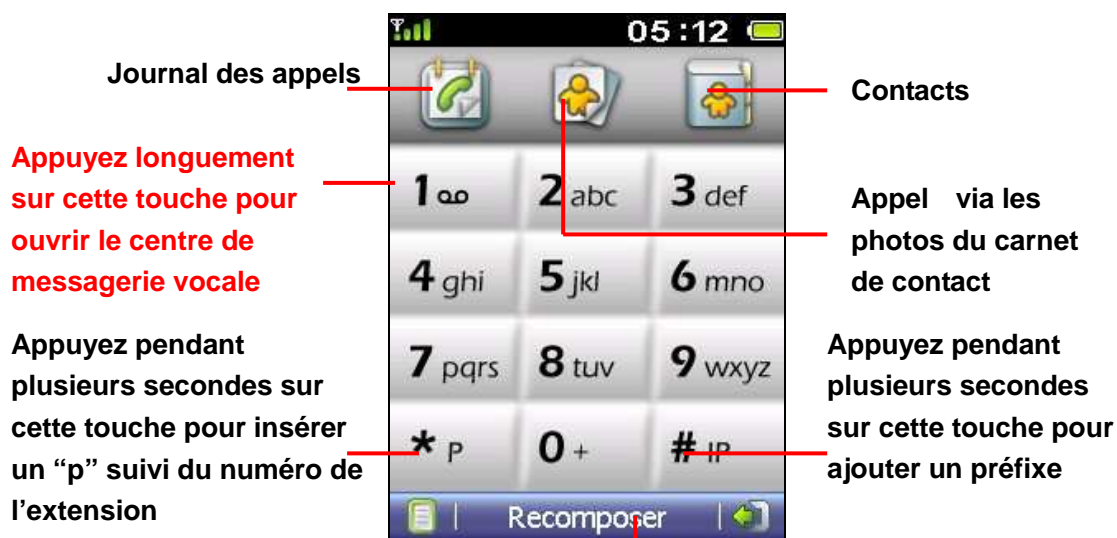 05:12
Journal des appels
Contacts
Appuyez longuement
sur cette touche pour
ouvrir le centre de
messagerie vocale
Appel via les
photos du carnet
de contact
Appuyez pendant
plusieurs secondes sur
cette touche pour insérer
un “p” suivi du numéro de
l’extension
Appuyez pendant
plusieurs secondes
sur cette touche pour
ajouter un préfixe
1
2 abc
3 def
4 ghi
5 jkl
6 mno
7 pqrs
8 tuv
9 wxyz
* P
0 +
# IP
Recomposer